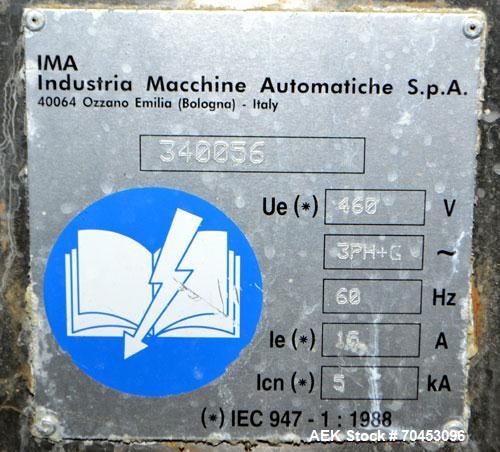 IMA
Industria Macchine Automatiche S.p.A.
40064 Ozzano Emilia (Bologna) - Italy
340056
Ue (*) 460 V
3PH+G ~
60 Hz
Ie (*) 16 A
Icn (*) 5 kA
(*) IEC 947 - 1 : 1988
AEK Stock # 70453096